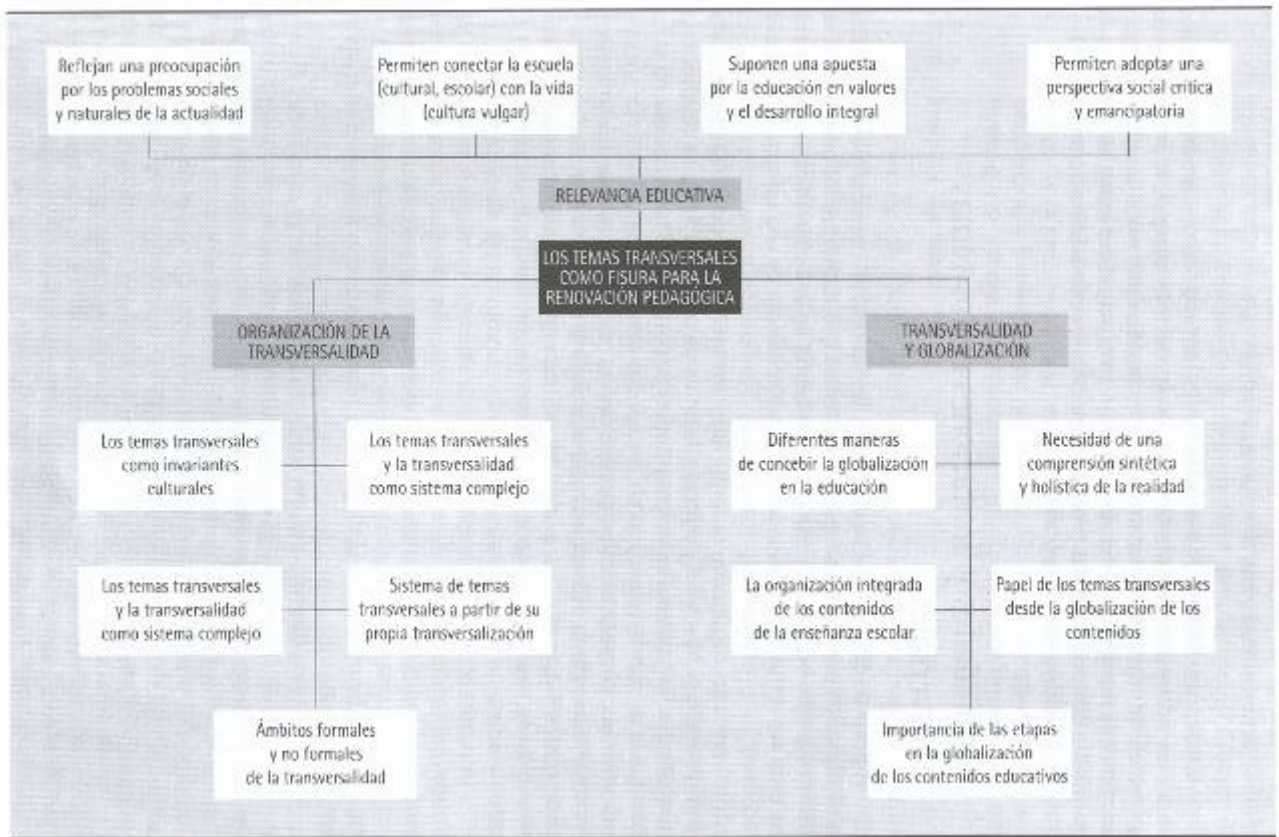 Reflejan una preocupación
por los problemas sociales
y naturales de la actualidad
Permiten conectar la escuela
(cultural, escolar) con la vida
(cultura vulgar)
Suponen una apuesta
por la educación en valores
y el desarrollo integral
Permiten adoptar una
perspectiva social crítica
y emancipatoria
RELEVANCIA EDUCATIVA
LOS TEMAS TRANSVERSALES
COMO FISURA PARA LA
RENOVACIÓN PEDAGÓGICA
ORGANIZACIÓN DE LA
TRANSVERSALIDAD
TRANSVERSALIDAD
Y GLOBALIZACIÓN
Los temas transversales
como invariantes
culturales
Los temas transversales
y la transversalidad
como sistema complejo
Diferentes maneras
de concebir la globalización
en la educación
Necesidad de una
comprensión sintética
y holística de la realidad
Los temas transversales
y la transversalidad
como sistema complejo
Sistema de temas
transversales a partir de su
propia transversalización
La organización integrada
de los contenidos
de la enseñanza escolar
Papel de los temas transversales
desde la globalización de los
contenidos
Ámbitos formales
y no formales
de la transversalidad
Importancia de las etapas
en la globalización
de los contenidos educativos